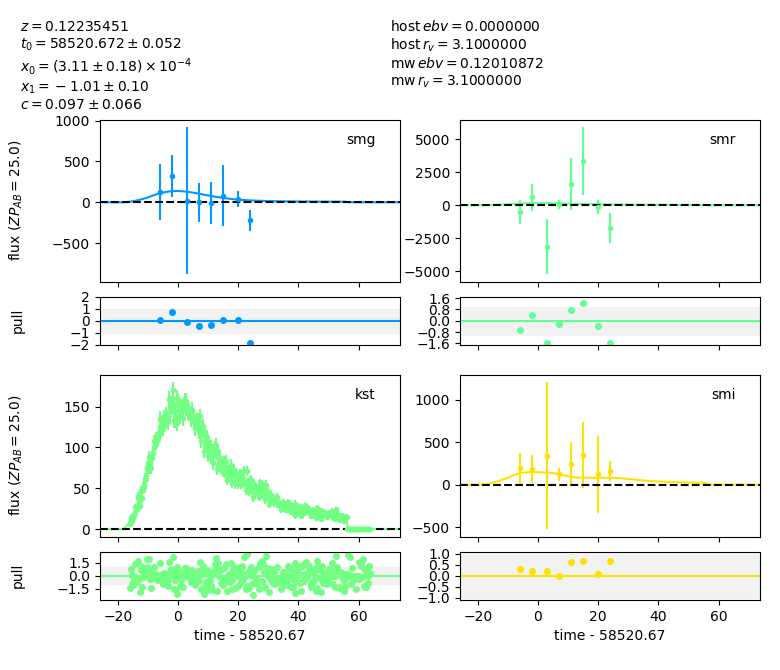 z = 0.12235451
t₀ = 58520.672 ± 0.052
x₀ = (3.11 ± 0.18) × 10⁻⁴
x₁ = −1.01 ± 0.10
c = 0.097 ± 0.066
host ebv = 0.0000000
host r_v = 3.1000000
mw ebv = 0.12010872
mw r_v = 3.1000000
flux (ZP_AB = 25.0)
1000
500
0
−500
smg
5000
2500
0
−2500
−5000
smr
pull
2
1
0
−1
−2
1.6
0.8
0.0
−0.8
−1.6
flux (ZP_AB = 25.0)
150
100
50
0
kst
1000
500
0
−500
smi
pull
1.5
0.0
−1.5
1.0
0.5
0.0
−0.5
−1.0
−20 0 20 40 60
−20 0 20 40 60
time - 58520.67
time - 58520.67